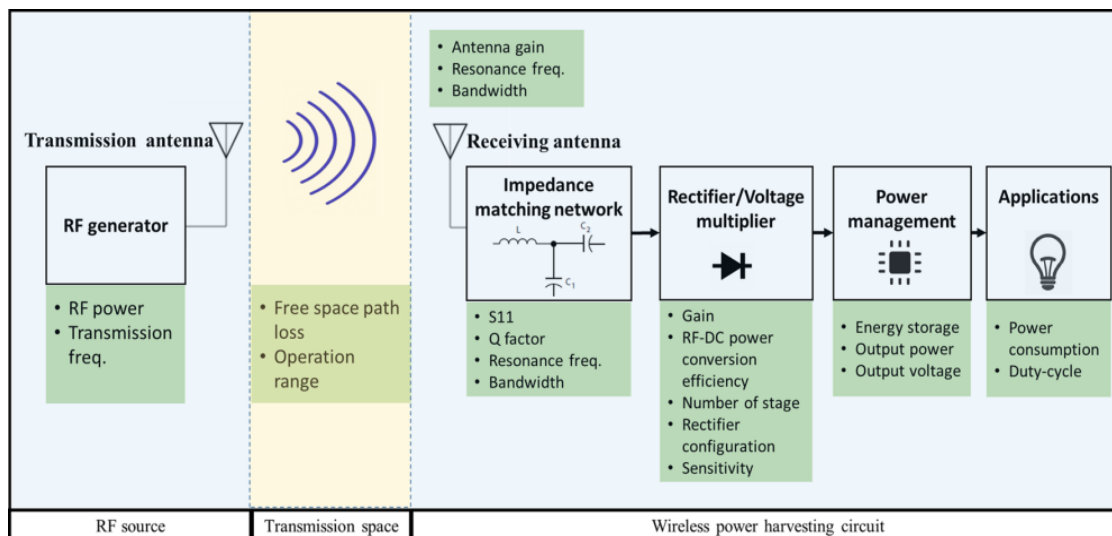 • Antenna gain
• Resonance freq.
• Bandwidth
Transmission antenna
Receiving antenna
RF generator
Impedance
matching network
L
C2
C1
Rectifier/Voltage
multiplier
Power
management
Applications
• RF power
• Transmission
freq.
• Free space path
loss
• Operation
range
• S11
• Q factor
• Resonance freq.
• Bandwidth
• Gain
• RF-DC power
conversion
efficiency
• Number of stage
• Rectifier
configuration
• Sensitivity
• Energy storage
• Output power
• Output voltage
• Power
consumption
• Duty-cycle
RF source
Transmission space
Wireless power harvesting circuit